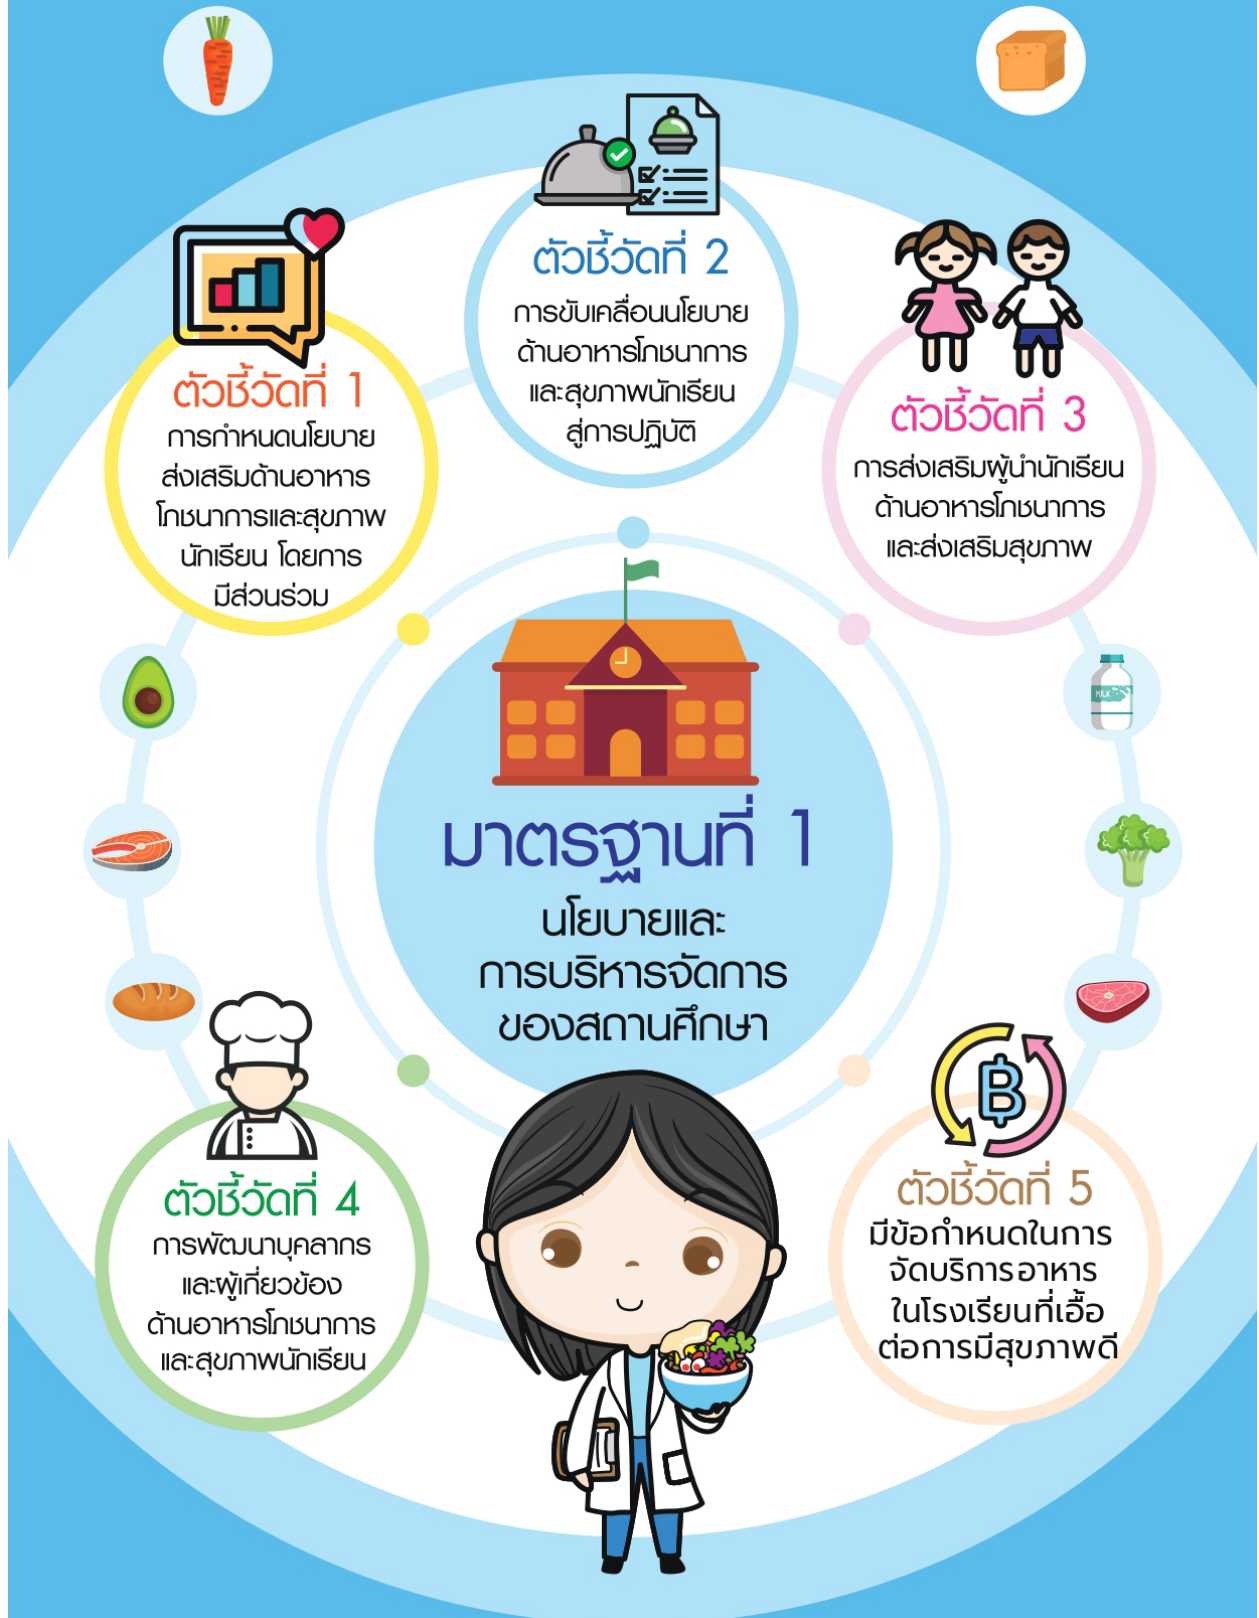 ตัวชี้วัดที่ 1
การกำหนดนโยบาย
ส่งเสริมด้านอาหาร
โภชนาการและสุขภาพ
นักเรียน โดยการ
มีส่วนร่วม
ตัวชี้วัดที่ 2
การขับเคลื่อนนโยบาย
ด้านอาหารโภชนาการ
และสุขภาพนักเรียน
สู่การปฏิบัติ
ตัวชี้วัดที่ 3
การส่งเสริมผู้นำนักเรียน
ด้านอาหารโภชนาการ
และส่งเสริมสุขภาพ
MILK
มาตรฐานที่ 1
นโยบายและ
การบริหารจัดการ
ของสถานศึกษา
ตัวชี้วัดที่ 4
การพัฒนาบุคลากร
และผู้เกี่ยวข้อง
ด้านอาหารโภชนาการ
และสุขภาพนักเรียน
฿
ตัวชี้วัดที่ 5
มีข้อกำหนดในการ
จัดบริการอาหาร
ในโรงเรียนที่เอื้อ
ต่อการมีสุขภาพดี